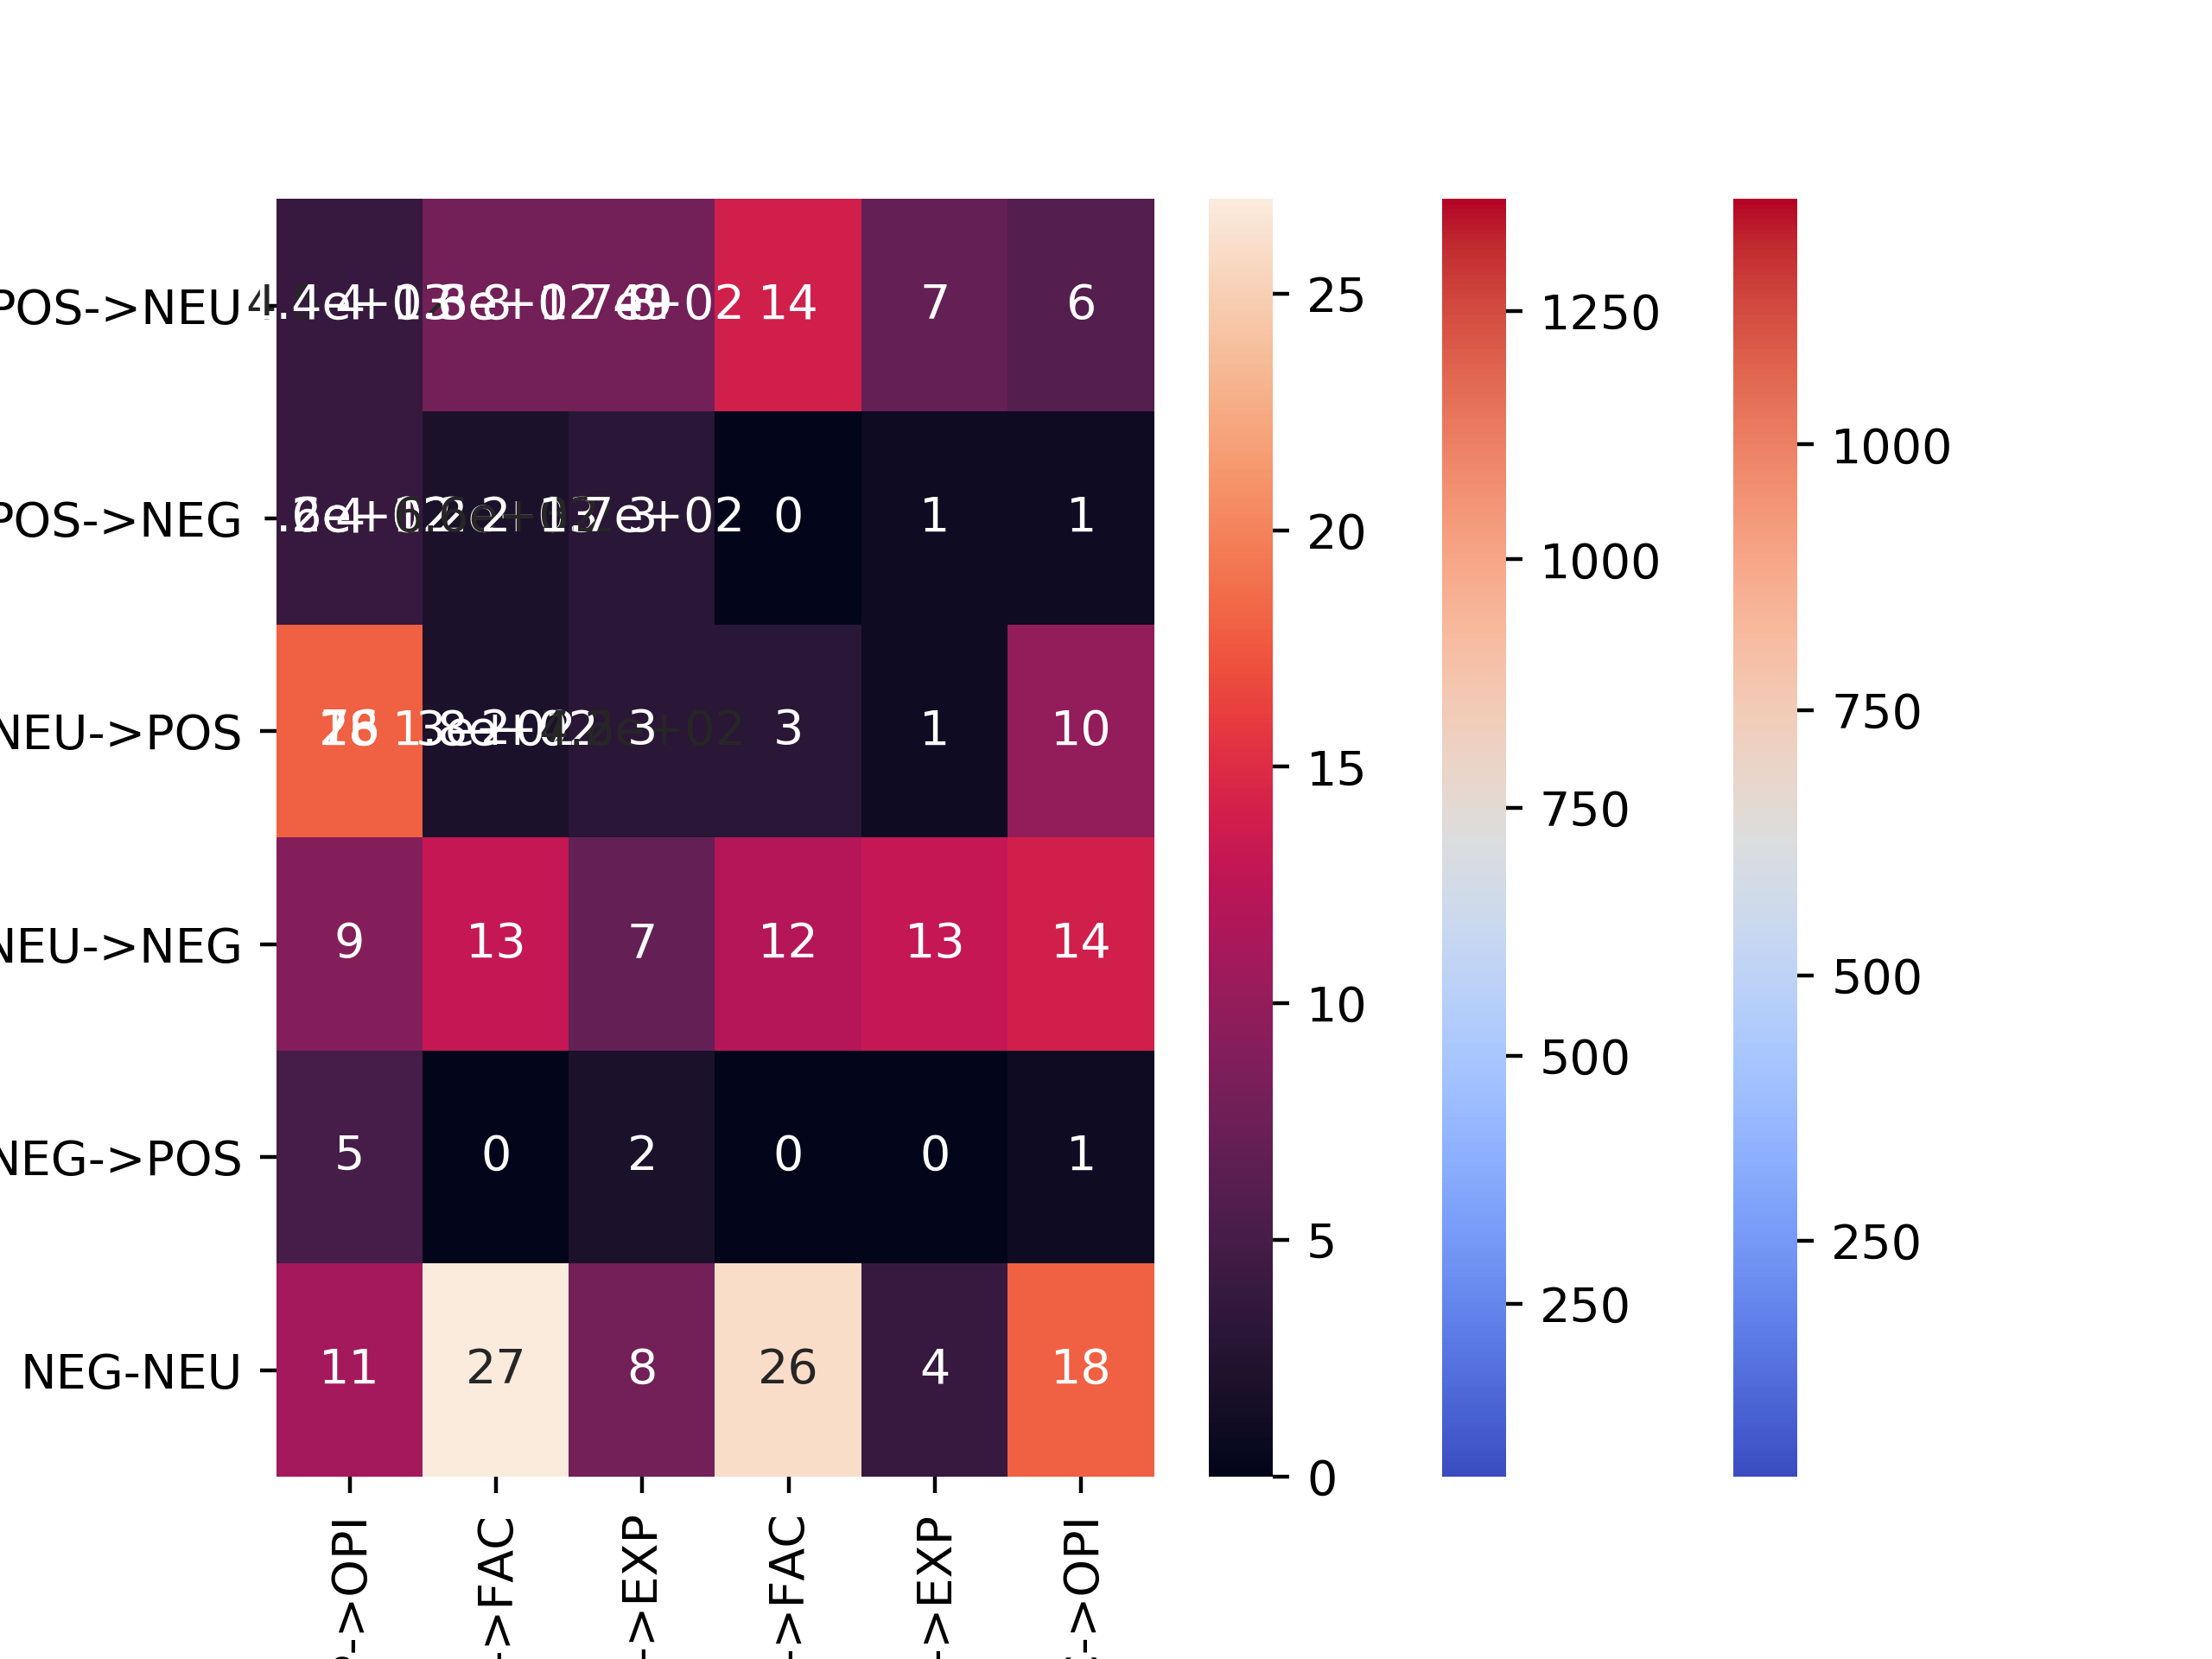 POS->NEU 14 7 6
POS->NEG 0 1 1
NEU->POS 3 1 10
NEU->NEG 9 13 7 12 13 14
NEG->POS 5 0 2 0 0 1
NEG-NEU 11 27 8 26 4 18
->OPI ->FAC ->EXP ->FAC ->EXP ->OPI
25
20
15
10
5
0
1250
1000
750
500
250
1000
750
500
250